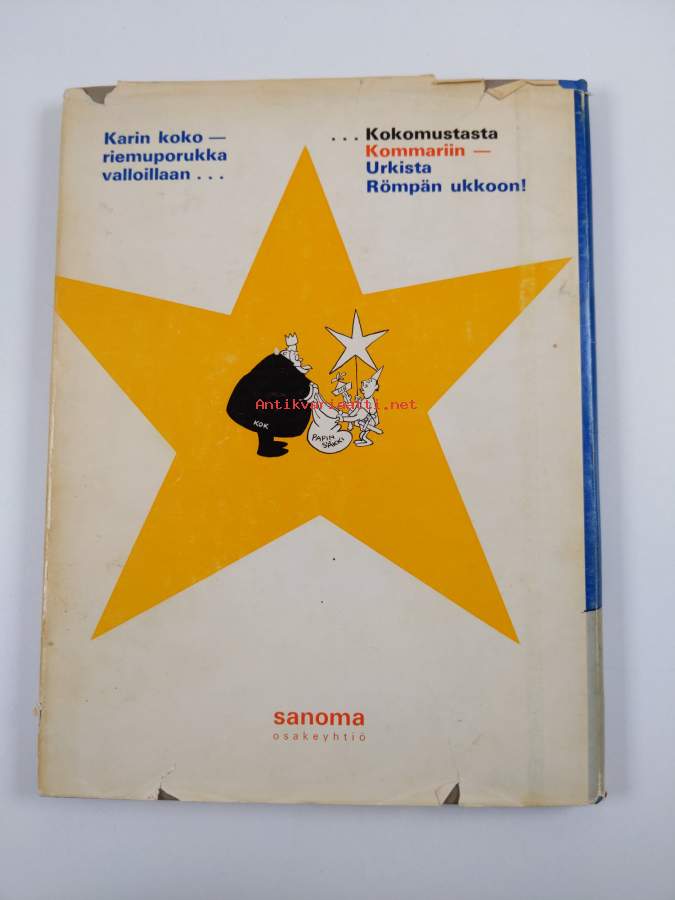 Karin koko —
riemuporukka
valloillaan . . .
. . . Kokomustasta
Kommariin —
Urkista
Römpän ukkoon!
Antikvariaatti.net
KOK
PAPIN
SÄKKI
sanoma
osakeyhtiö